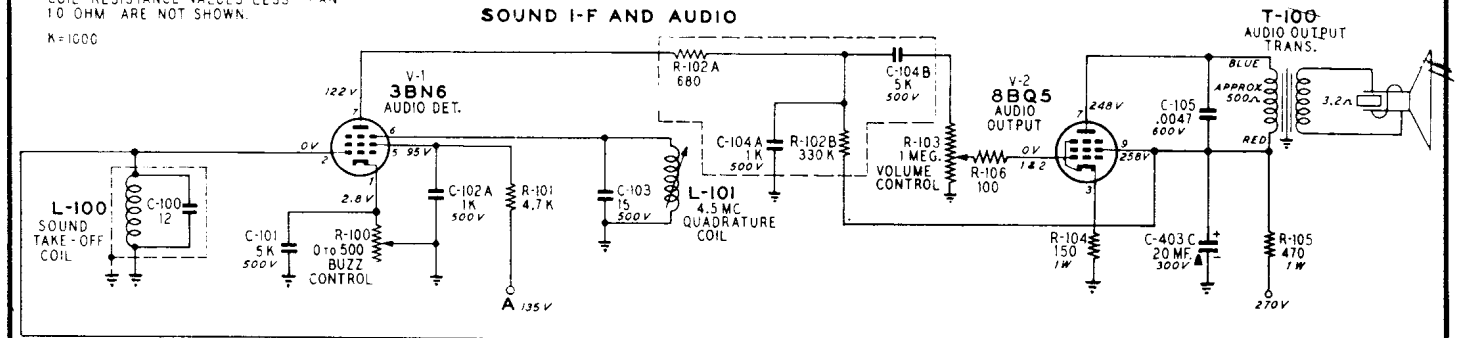 10 OHM ARE NOT SHOWN.
K=1000
SOUND I-F AND AUDIO
T-100
AUDIO OUTPUT
TRANS.
V-1
3BN6
AUDIO DET.
122V
7
6
5
95V
0V
2
1
2.8V
L-100
SOUND
TAKE-OFF
COIL
C-100
12
C-101
5K
500V
R-100
0 TO 500
BUZZ
CONTROL
C-102A
1K
500V
R-101
4.7K
A 135V
R-102A
680
C-103
15
500V
L-101
4.5 MC
QUADRATURE
COIL
C-104A
1K
500V
R-102B
330K
C-104B
5K
500V
R-103
1 MEG.
VOLUME
CONTROL
R-106
100
V-2
8BQ5
AUDIO
OUTPUT
0V
1&2
7
248V
9
258V
3
R-104
150
1W
C-105
.0047
600V
C-403C
20 MF.
300V
+
-
R-105
470
1W
270V
BLUE
APPROX
500Ω
RED
3.2Ω